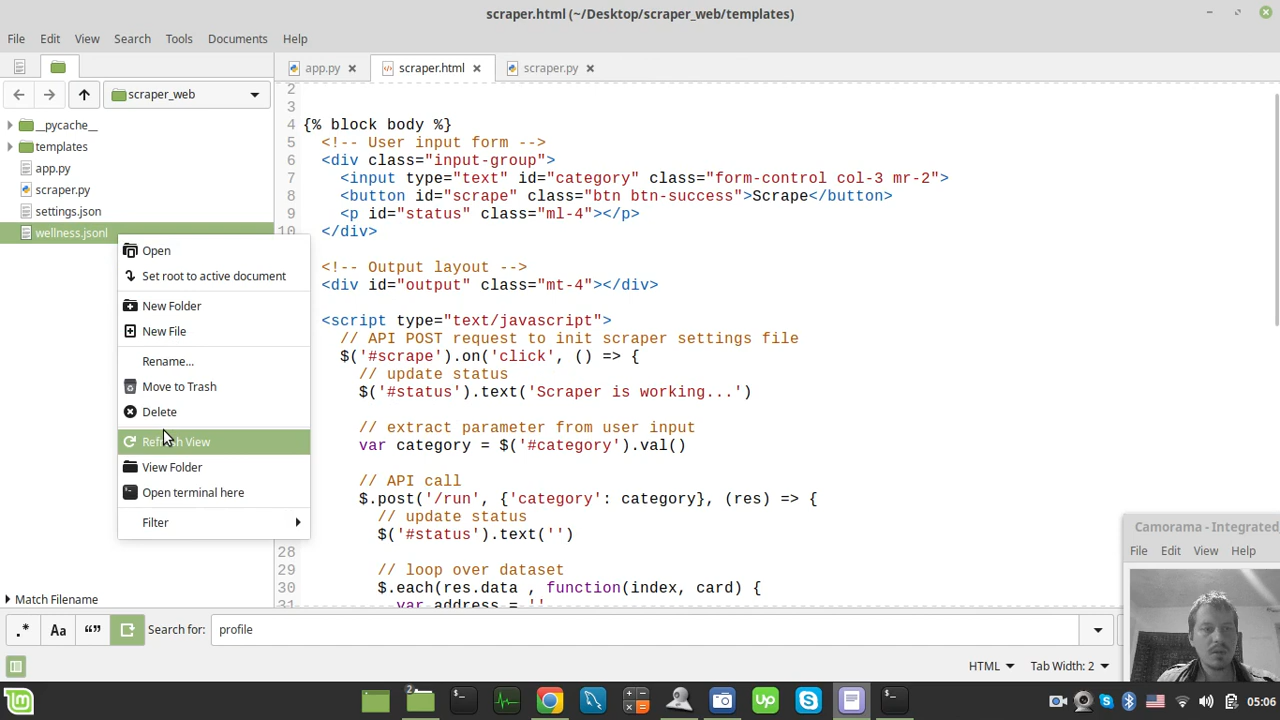 scraper.html (~/Desktop/scraper_web/templates)
File Edit View Search Tools Documents Help
app.py scraper.html scraper.py
scraper_web
__pycache__
templates
app.py
scraper.py
settings.json
wellness.jsonl
Open
Set root to active document
New Folder
New File
Rename...
Move to Trash
Delete
Refresh View
View Folder
Open terminal here
Filter
Match Filename
2
3
4 {% block body %}
5 <!-- User input form -->
6 <div class="input-group">
7 <input type="text" id="category" class="form-control col-3 mr-2">
8 <button id="scrape" class="btn btn-success">Scrape</button>
9 <p id="status" class="ml-4"></p>
10 </div>
<!-- Output layout -->
<div id="output" class="mt-4"></div>
<script type="text/javascript">
// API POST request to init scraper settings file
$('#scrape').on('click', () => {
// update status
$('#status').text('Scraper is working...')
// extract parameter from user input
var category = $('#category').val()
// API call
$.post('/run', {'category': category}, (res) => {
// update status
$('#status').text('')
28
29 // loop over dataset
30 $.each(res.data , function(index, card) {
31 var address = ''
Camorama - Integrated
File Edit View Help
.* Aa “” Search for: profile
HTML Tab Width: 2
2 up 05:06